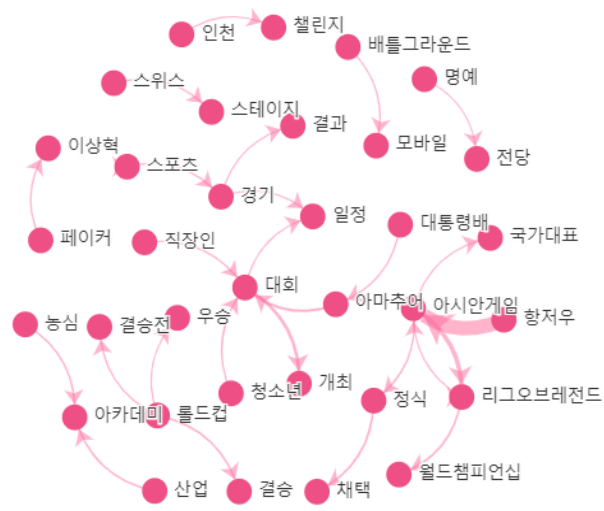 인천
챌린지
배틀그라운드
스위스
명예
스테이지
결과
이상혁
모바일
전당
스포츠
경기
일정
대통령배
페이커
직장인
국가대표
대회
아마추어
아시안게임
항저우
농심
결승전
우승
청소년
개최
정식
리그오브레전드
아카데미
롤드컵
월드챔피언십
산업
결승
채택